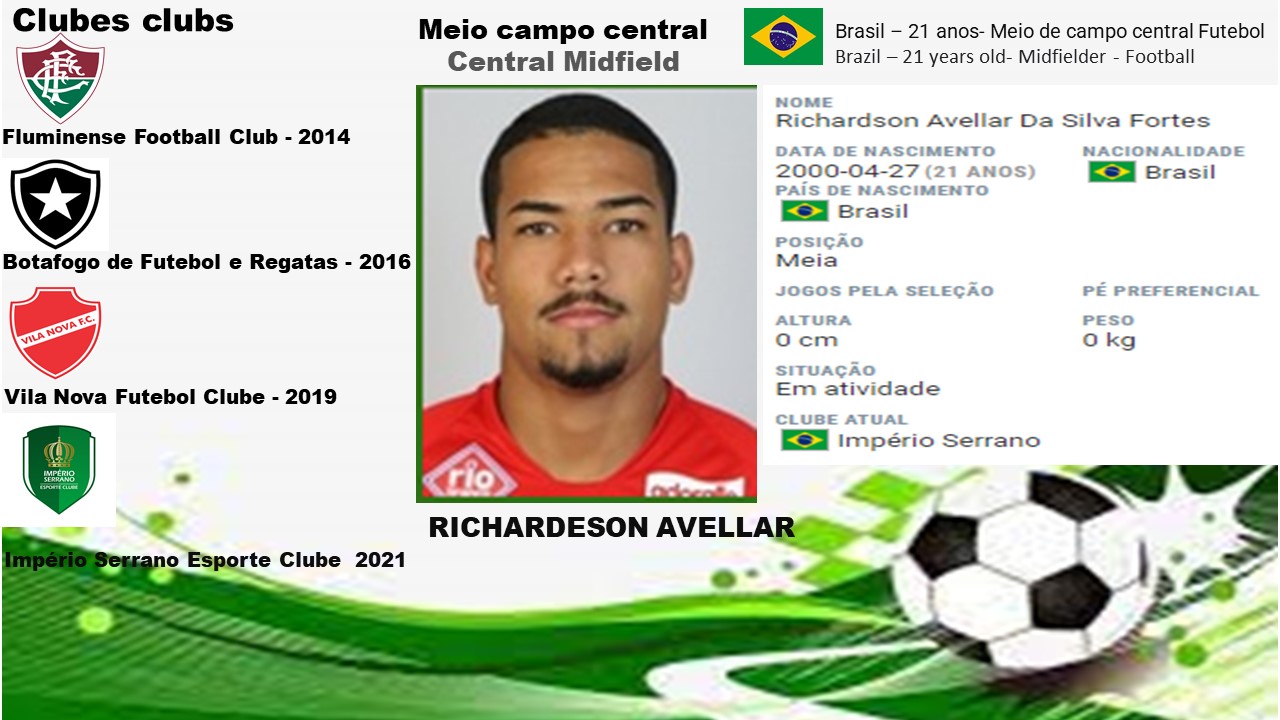 Clubes clubs
Fluminense Football Club - 2014
Botafogo de Futebol e Regatas - 2016
VILA NOVA F.C.
Vila Nova Futebol Clube - 2019
IMPÉRIO
SERRANO
ESPORTE CLUBE
Império Serrano Esporte Clube 2021
Meio campo central
Central Midfield
rio
RICHARDESON AVELLAR
Brasil – 21 anos- Meio de campo central Futebol
Brazil – 21 years old- Midfielder - Football
NOME
Richardson Avellar Da Silva Fortes
DATA DE NASCIMENTO NACIONALIDADE
2000-04-27 (21 ANOS) Brasil
PAÍS DE NASCIMENTO
Brasil
POSIÇÃO
Meia
JOGOS PELA SELEÇÃO PÉ PREFERENCIAL
ALTURA PESO
0 cm 0 kg
SITUAÇÃO
Em atividade
CLUBE ATUAL
Império Serrano